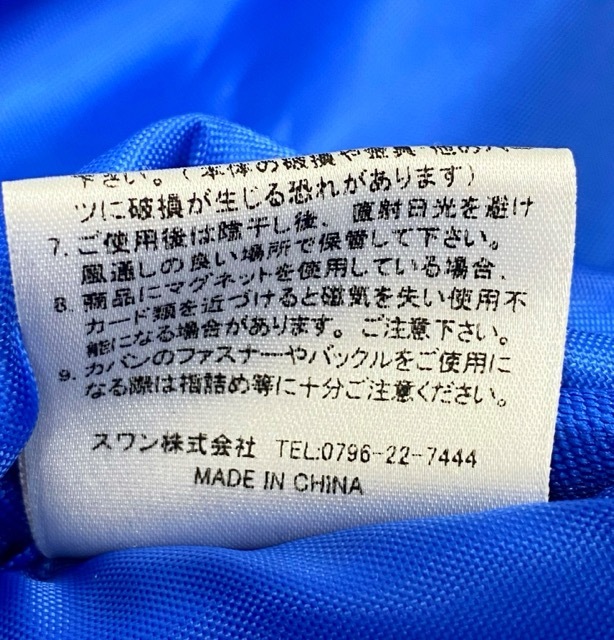 下さい。(本体の破損や
ツに破損が生じる恐れがあります)
7. ご使用後は陰干し後、直射日光を避け
風通しの良い場所で保管して下さい。
8. 商品にマグネットを使用している場合、
カード類を近づけると磁気を失い使用不
能になる場合があります。ご注意下さい。
9. カバンのファスナーやバックルをご使用に
なる際は指詰め等に十分ご注意ください。
スワン株式会社 TEL:0796-22-7444
MADE IN CHINA